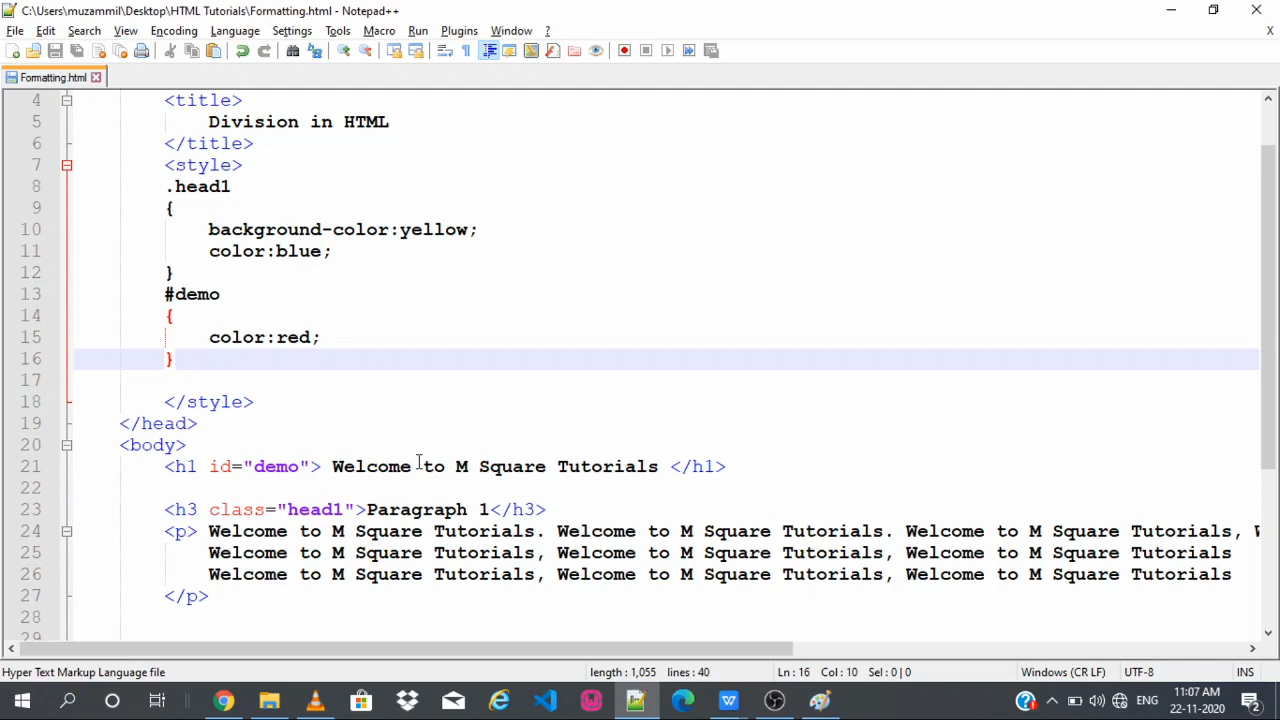 C:\Users\muzammil\Desktop\HTML Tutorials\Formatting.html - Notepad++
File Edit Search View Encoding Language Settings Tools Macro Run Plugins Window ? X
Formatting.html
4 <title>
5 Division in HTML
6 </title>
7 <style>
8 .head1
9 {
10 background-color:yellow;
11 color:blue;
12 }
13 #demo
14 {
15 color:red;
16 }
17
18 </style>
19 </head>
20 <body>
21 <h1 id="demo"> Welcome to M Square Tutorials </h1>
22
23 <h3 class="head1">Paragraph 1</h3>
24 <p> Welcome to M Square Tutorials. Welcome to M Square Tutorials. Welcome to M Square Tutorials,
25 Welcome to M Square Tutorials, Welcome to M Square Tutorials, Welcome to M Square Tutorials
26 Welcome to M Square Tutorials, Welcome to M Square Tutorials, Welcome to M Square Tutorials
27 </p>
28
29
Hyper Text Markup Language file length : 1,055 lines : 40 Ln : 16 Col : 10 Sel : 0 | 0 Windows (CR LF) UTF-8 INS
ENG 11:07 AM
22-11-2020 2